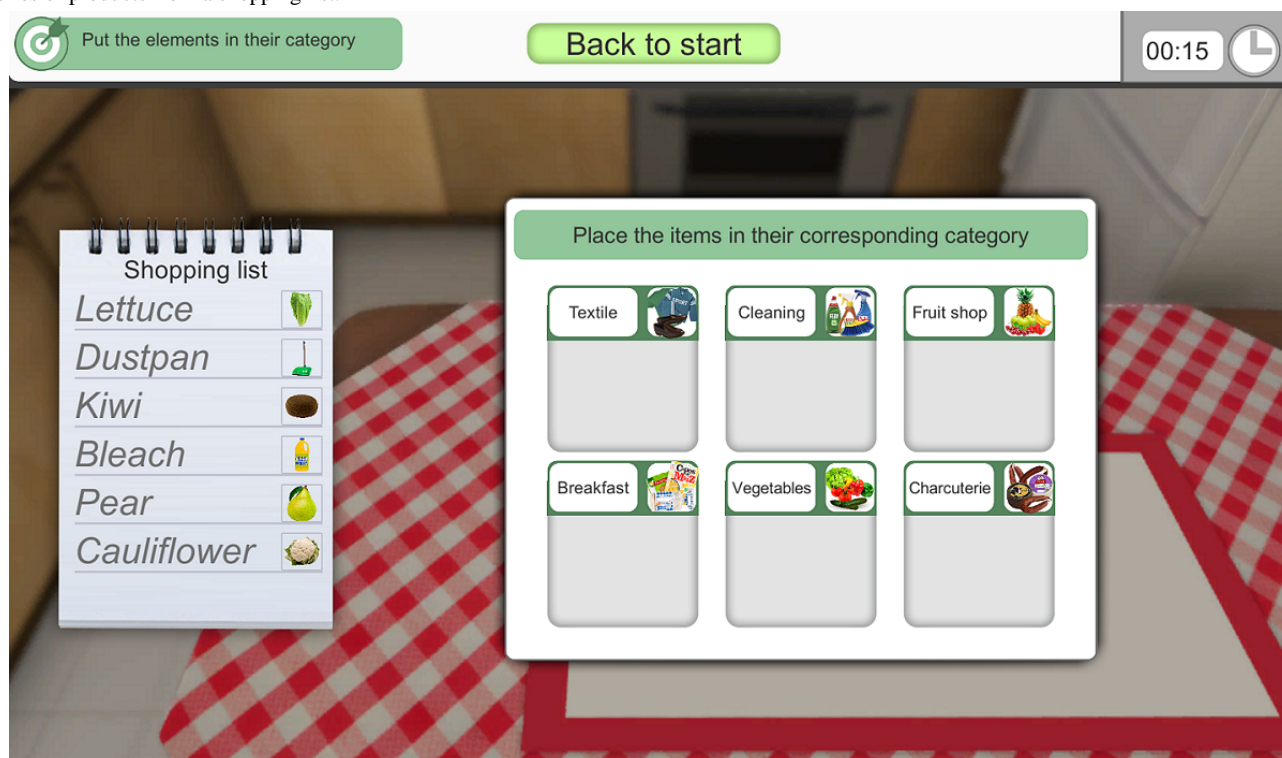 Put the elements in their category
Back to start
00:15
Shopping list
Lettuce
Dustpan
Kiwi
Bleach
Pear
Cauliflower
Place the items in their corresponding category
Textile
Cleaning
Fruit shop
Breakfast
Vegetables
Charcuterie